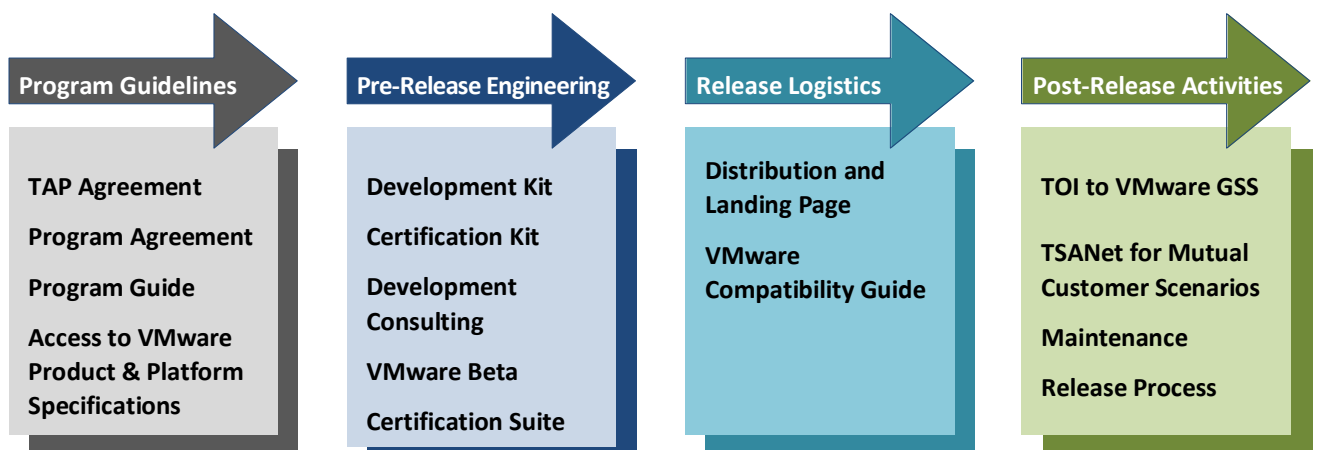 Program Guidelines
TAP Agreement
Program Agreement
Program Guide
Access to VMware
Product & Platform
Specifications
Pre-Release Engineering
Development Kit
Certification Kit
Development
Consulting
VMware Beta
Certification Suite
Release Logistics
Distribution and
Landing Page
VMware
Compatibility Guide
Post-Release Activities
TOI to VMware GSS
TSANet for Mutual
Customer Scenarios
Maintenance
Release Process